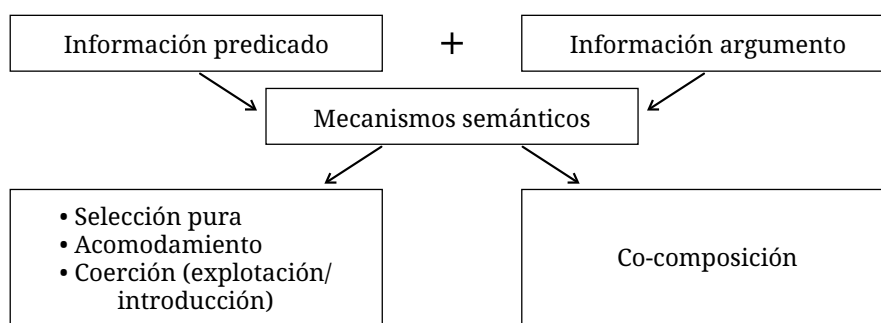 Información predicado + Información argumento
Mecanismos semánticos
• Selección pura
• Acomodamiento
• Coerción (explotación/
introducción)
Co-composición